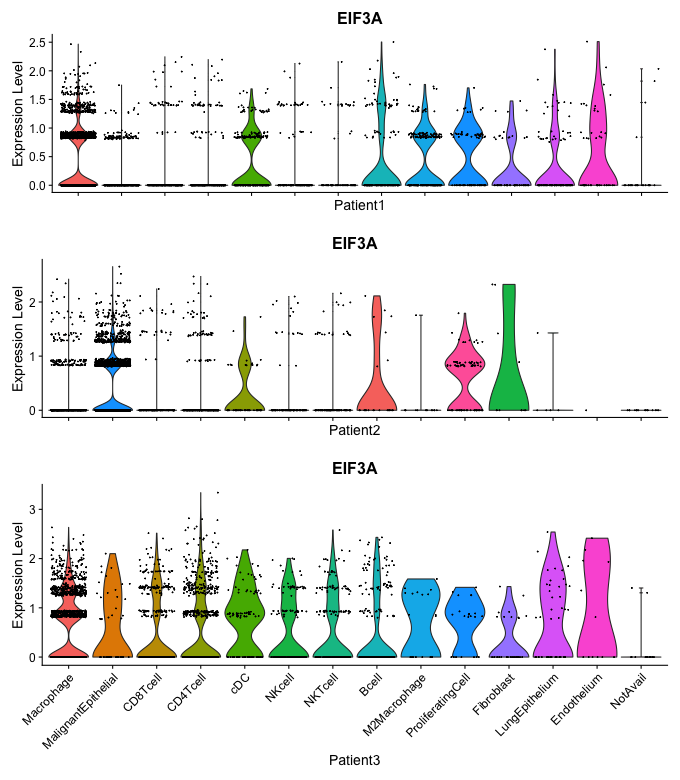 EIF3A
2.5
2.0
1.5
1.0
0.5
0.0
Expression Level
Patient1
EIF3A
2
1
0
Expression Level
Patient2
EIF3A
3
2
1
0
Expression Level
Macrophage
MalignantEpithelial
CD8Tcell
CD4Tcell
cDC
NKcell
NKTcell
Bcell
M2Macrophage
ProliferatingCell
Fibroblast
LungEpithelium
Endothelium
NotAvail
Patient3